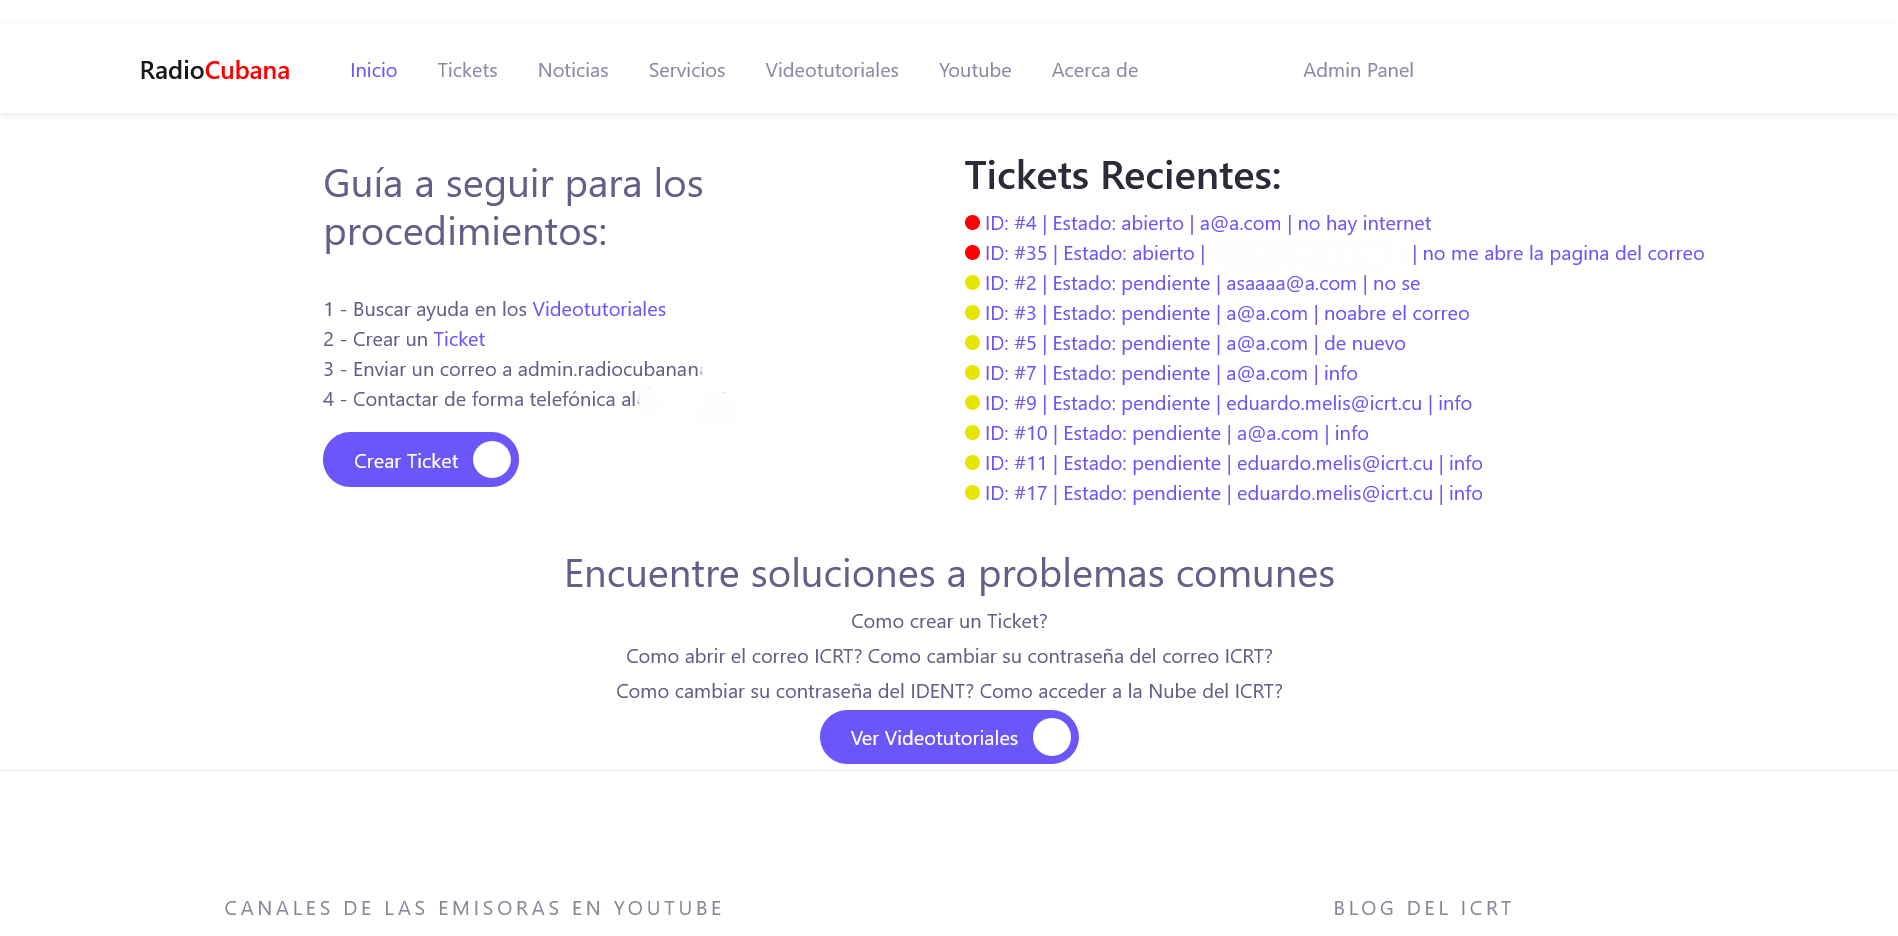 RadioCubana Inicio Tickets Noticias Servicios Videotutoriales Youtube Acerca de Admin Panel
Guía a seguir para los
procedimientos:
1 - Buscar ayuda en los Videotutoriales
2 - Crear un Ticket
3 - Enviar un correo a admin.radiocubanana
4 - Contactar de forma telefónica al
Crear Ticket
Tickets Recientes:
ID: #4 | Estado: abierto | a@a.com | no hay internet
ID: #35 | Estado: abierto | | no me abre la pagina del correo
ID: #2 | Estado: pendiente | asaaaa@a.com | no se
ID: #3 | Estado: pendiente | a@a.com | noabre el correo
ID: #5 | Estado: pendiente | a@a.com | de nuevo
ID: #7 | Estado: pendiente | a@a.com | info
ID: #9 | Estado: pendiente | eduardo.melis@icrt.cu | info
ID: #10 | Estado: pendiente | a@a.com | info
ID: #11 | Estado: pendiente | eduardo.melis@icrt.cu | info
ID: #17 | Estado: pendiente | eduardo.melis@icrt.cu | info
Encuentre soluciones a problemas comunes
Como crear un Ticket?
Como abrir el correo ICRT? Como cambiar su contraseña del correo ICRT?
Como cambiar su contraseña del IDENT? Como acceder a la Nube del ICRT?
Ver Videotutoriales
CANALES DE LAS EMISORAS EN YOUTUBE
BLOG DEL ICRT